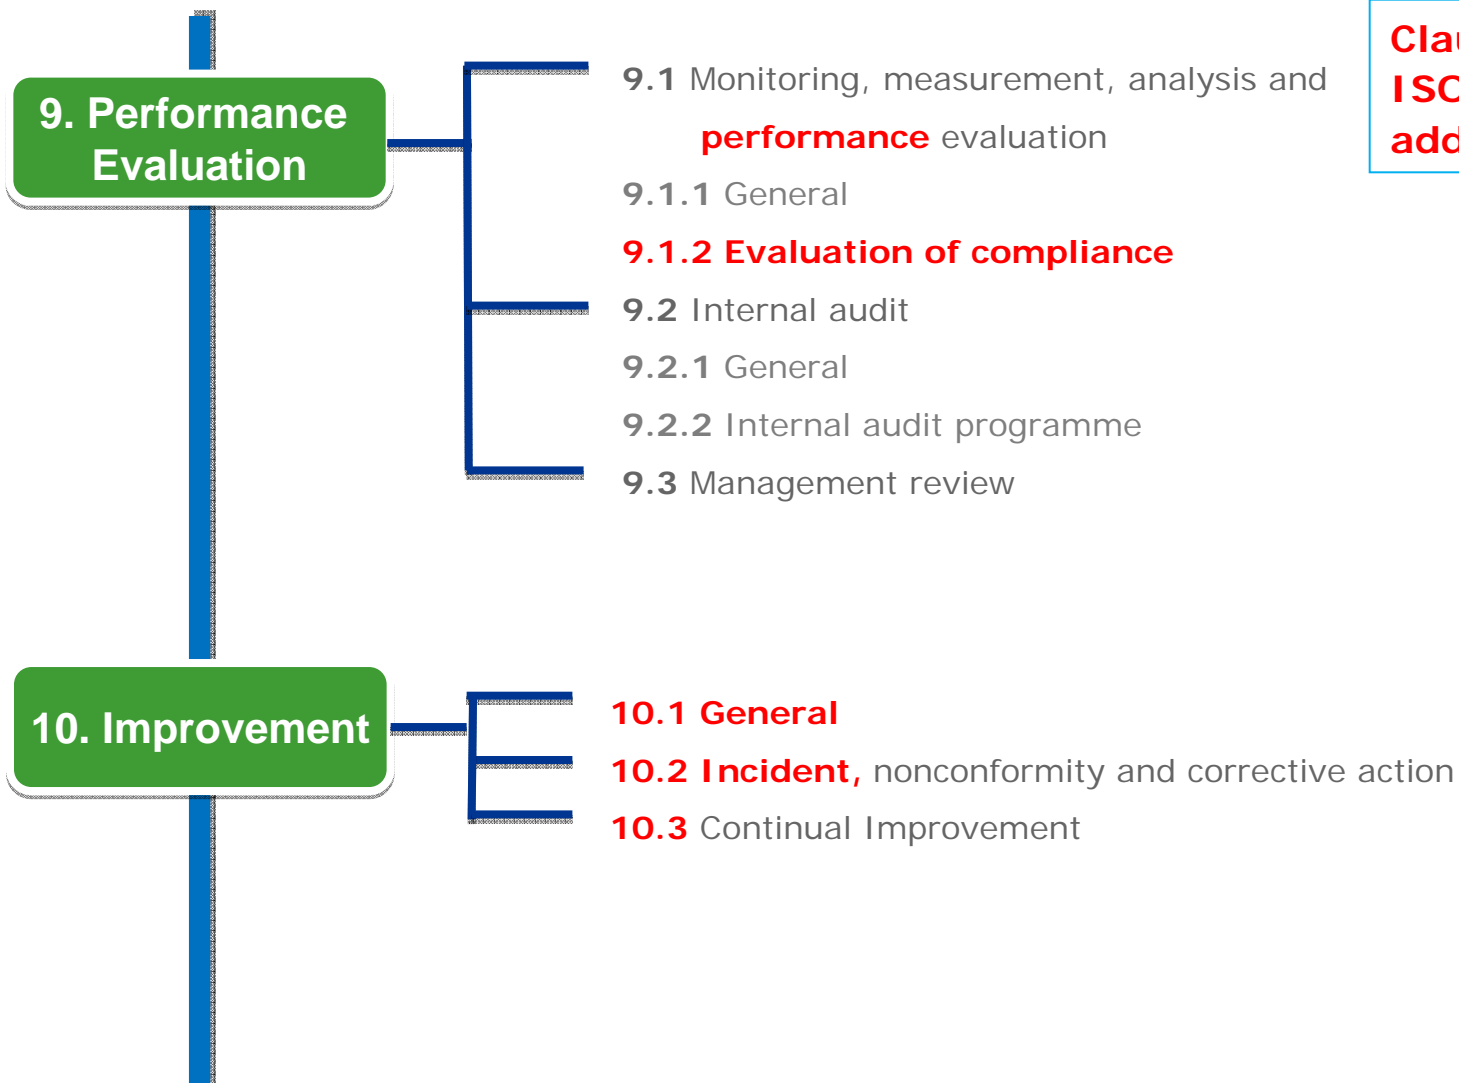 9. Performance
Evaluation
9.1 Monitoring, measurement, analysis and
performance evaluation
9.1.1 General
9.1.2 Evaluation of compliance
9.2 Internal audit
9.2.1 General
9.2.2 Internal audit programme
9.3 Management review
10. Improvement
10.1 General
10.2 Incident, nonconformity and corrective action
10.3 Continual Improvement